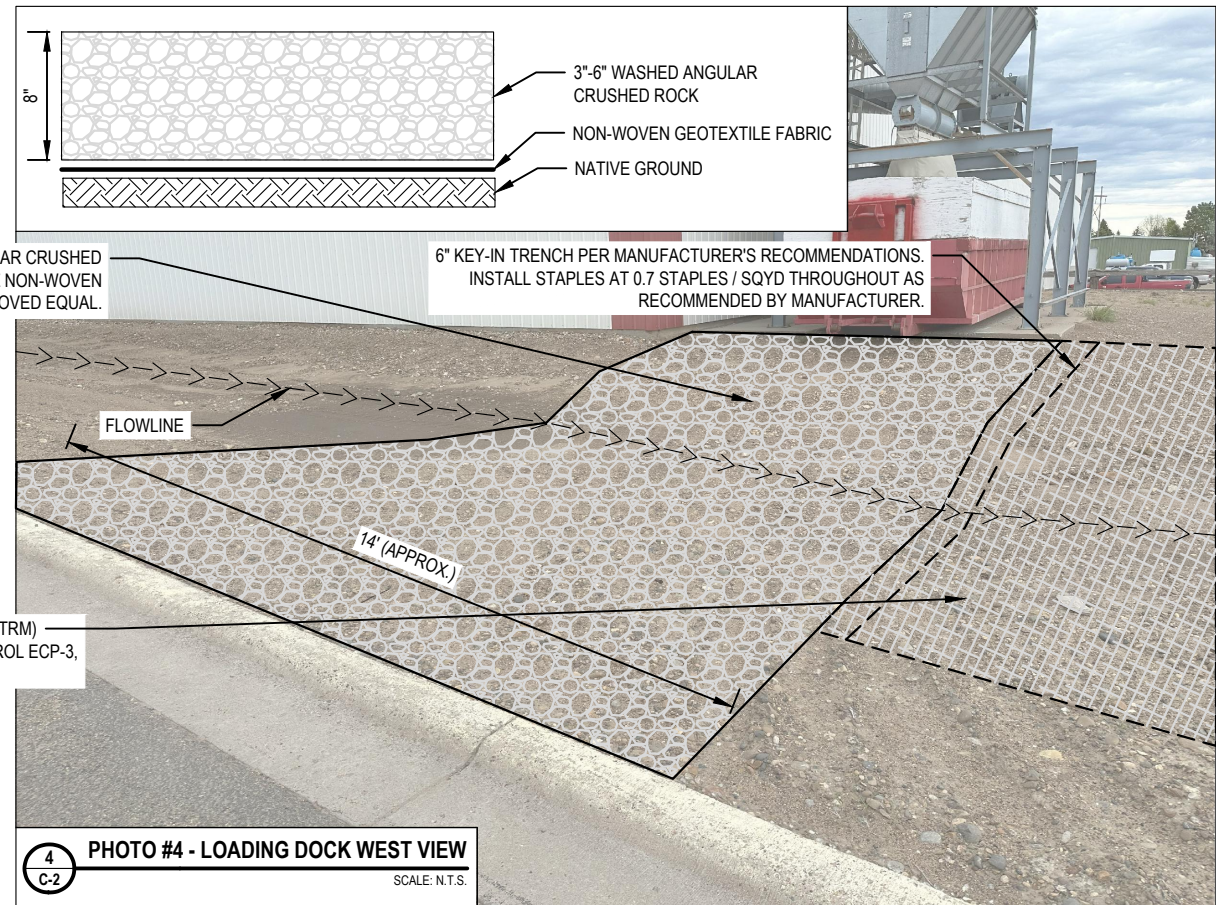 8"
3"-6" WASHED ANGULAR
CRUSHED ROCK
NON-WOVEN GEOTEXTILE FABRIC
NATIVE GROUND
AR CRUSHED
NON-WOVEN
OVED EQUAL.
6" KEY-IN TRENCH PER MANUFACTURER'S RECOMMENDATIONS.
INSTALL STAPLES AT 0.7 STAPLES / SQYD THROUGHOUT AS
RECOMMENDED BY MANUFACTURER.
FLOWLINE
14' (APPROX.)
TRM)
ROL ECP-3,
4
C-2
PHOTO #4 - LOADING DOCK WEST VIEW
SCALE: N.T.S.